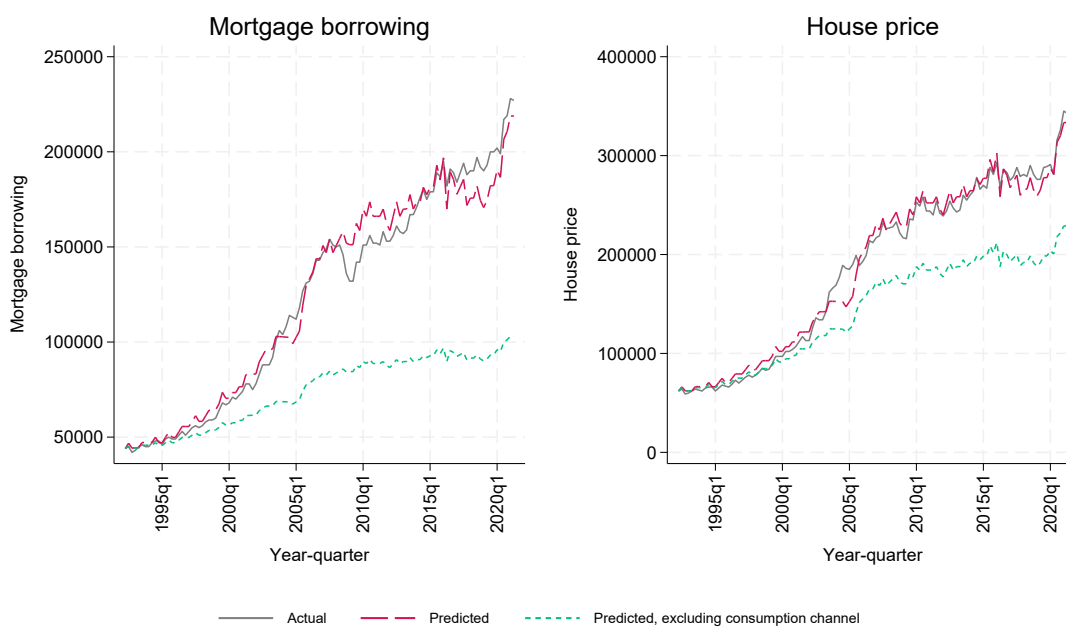 Mortgage borrowing
250000
200000
150000
100000
50000
Mortgage borrowing
1995q1
2000q1
2005q1
2010q1
2015q1
2020q1
Year-quarter
House price
400000
300000
200000
100000
0
House price
1995q1
2000q1
2005q1
2010q1
2015q1
2020q1
Year-quarter
Actual
Predicted
Predicted, excluding consumption channel